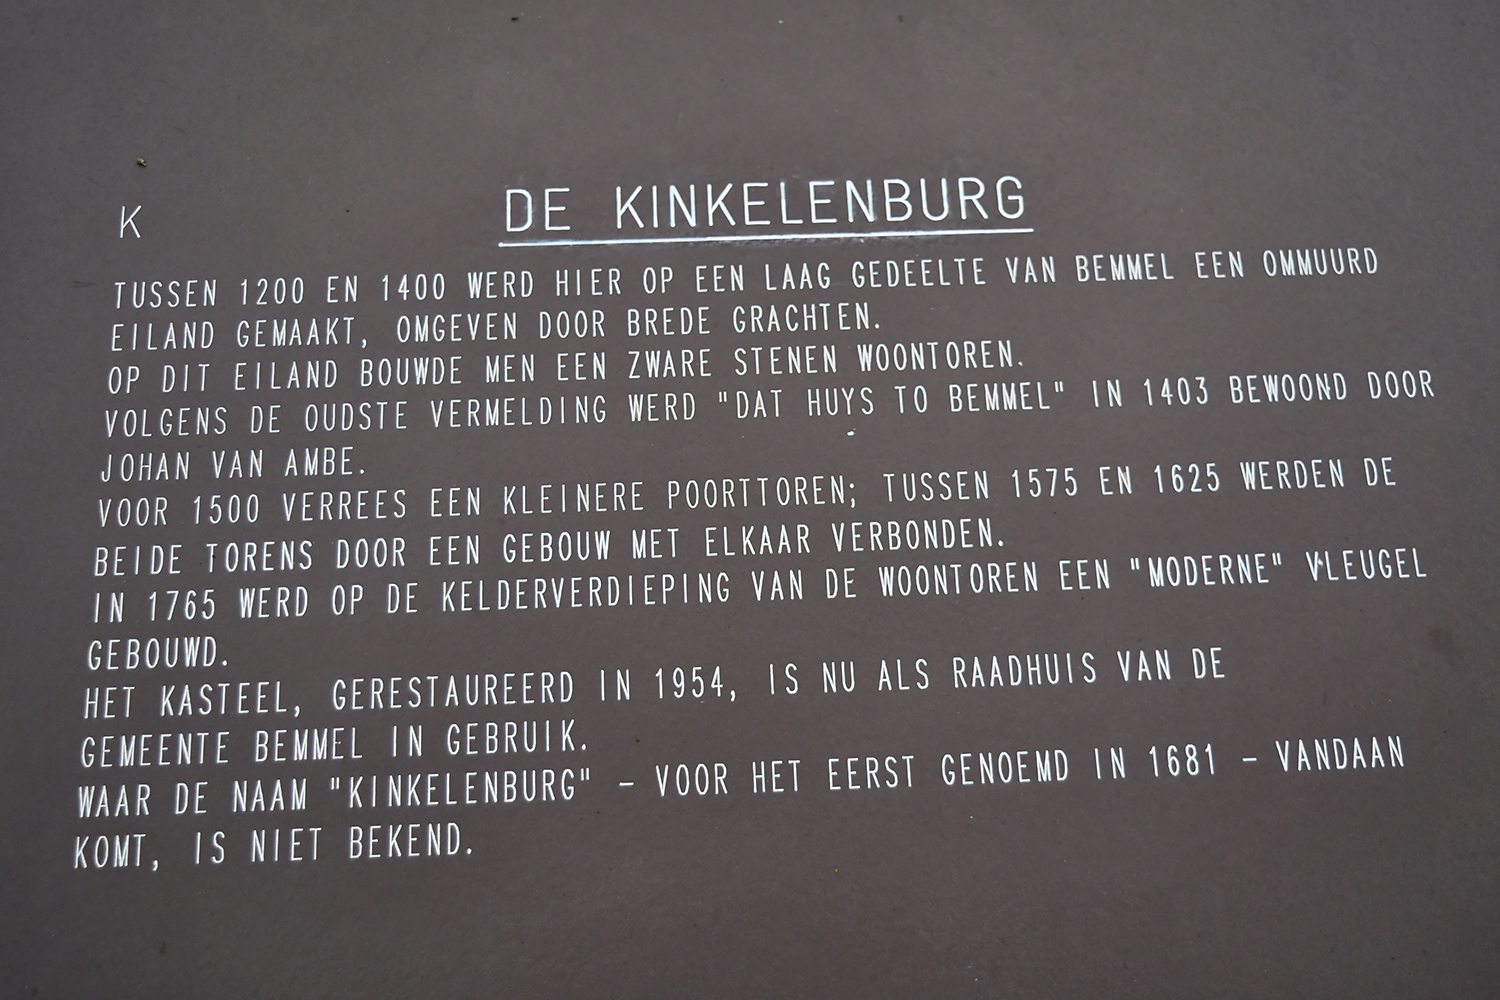 K
DE KINKELENBURG
TUSSEN 1200 EN 1400 WERD HIER OP EEN LAAG GEDEELTE VAN BEMMEL EEN OMMUURD
EILAND GEMAAKT, OMGEVEN DOOR BREDE GRACHTEN.
OP DIT EILAND BOUWDE MEN EEN ZWARE STENEN WOONTOREN.
VOLGENS DE OUDSTE VERMELDING WERD "DAT HUYS TO BEMMEL" IN 1403 BEWOOND DOOR
JOHAN VAN AMBE.
VOOR 1500 VERREES EEN KLEINERE POORTTOREN; TUSSEN 1575 EN 1625 WERDEN DE
BEIDE TORENS DOOR EEN GEBOUW MET ELKAAR VERBONDEN.
IN 1765 WERD OP DE KELDERVERDIEPING VAN DE WOONTOREN EEN "MODERNE" VLEUGEL
GEBOUWD.
HET KASTEEL, GERESTAUREERD IN 1954, IS NU ALS RAADHUIS VAN DE
GEMEENTE BEMMEL IN GEBRUIK.
WAAR DE NAAM "KINKELENBURG" - VOOR HET EERST GENOEMD IN 1681 - VANDAAN
KOMT, IS NIET BEKEND.